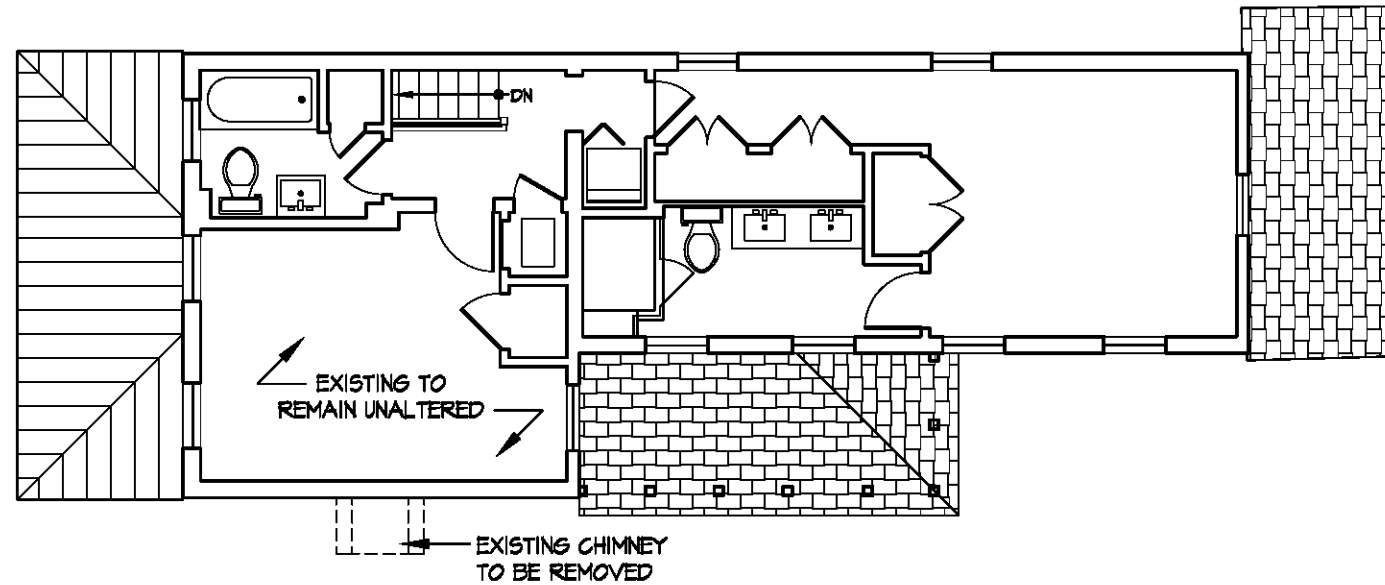 DN
EXISTING TO
REMAIN UNALTERED
EXISTING CHIMNEY
TO BE REMOVED